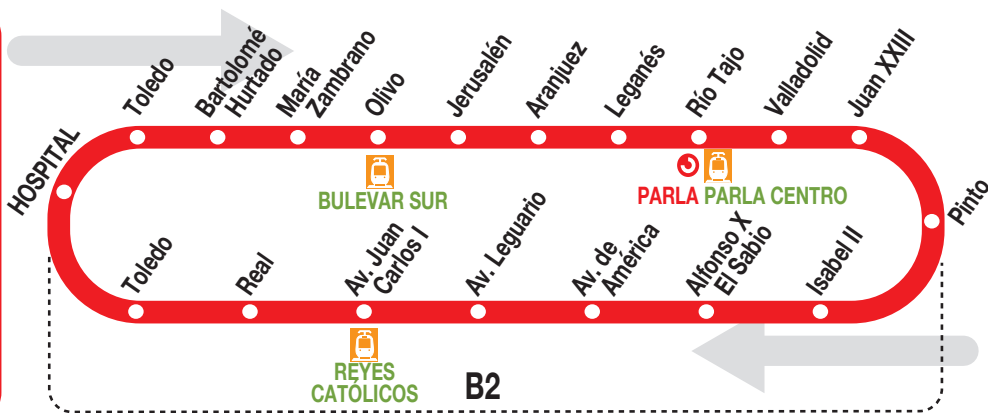 HOSPITAL
Toledo
Bartolomé
Hurtado
María
Zambrano
Olivo
Jerusalén
Aranjuez
Leganés
Río Tajo
Valladolid
Juan XXIII
BULEVAR SUR
PARLA PARLA CENTRO
Pinto
Toledo
Real
Av. Juan
Carlos I
Av. Leguario
Av. de
América
Alfonso X
El Sabio
Isabel II
REYES
CATÓLICOS
B2